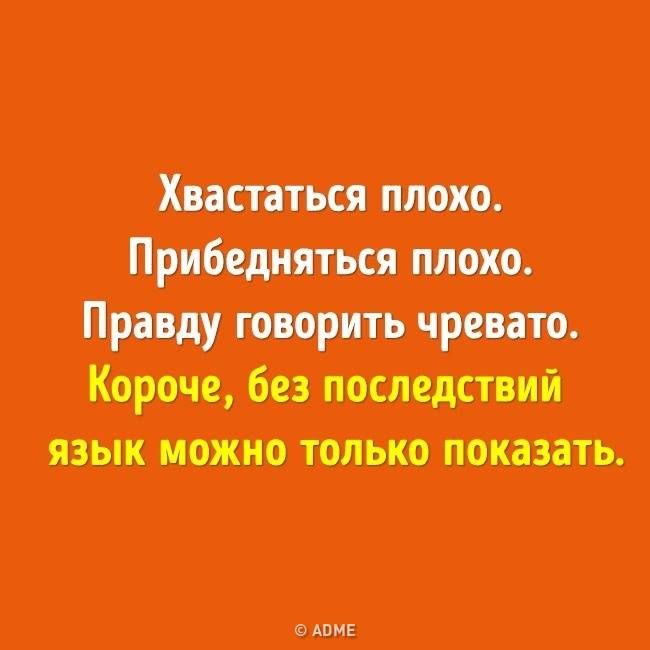 Хвастаться плохо.
Прибедняться плохо.
Правду говорить чревато.
Короче, без последствий
язык можно только показать.
© ADME